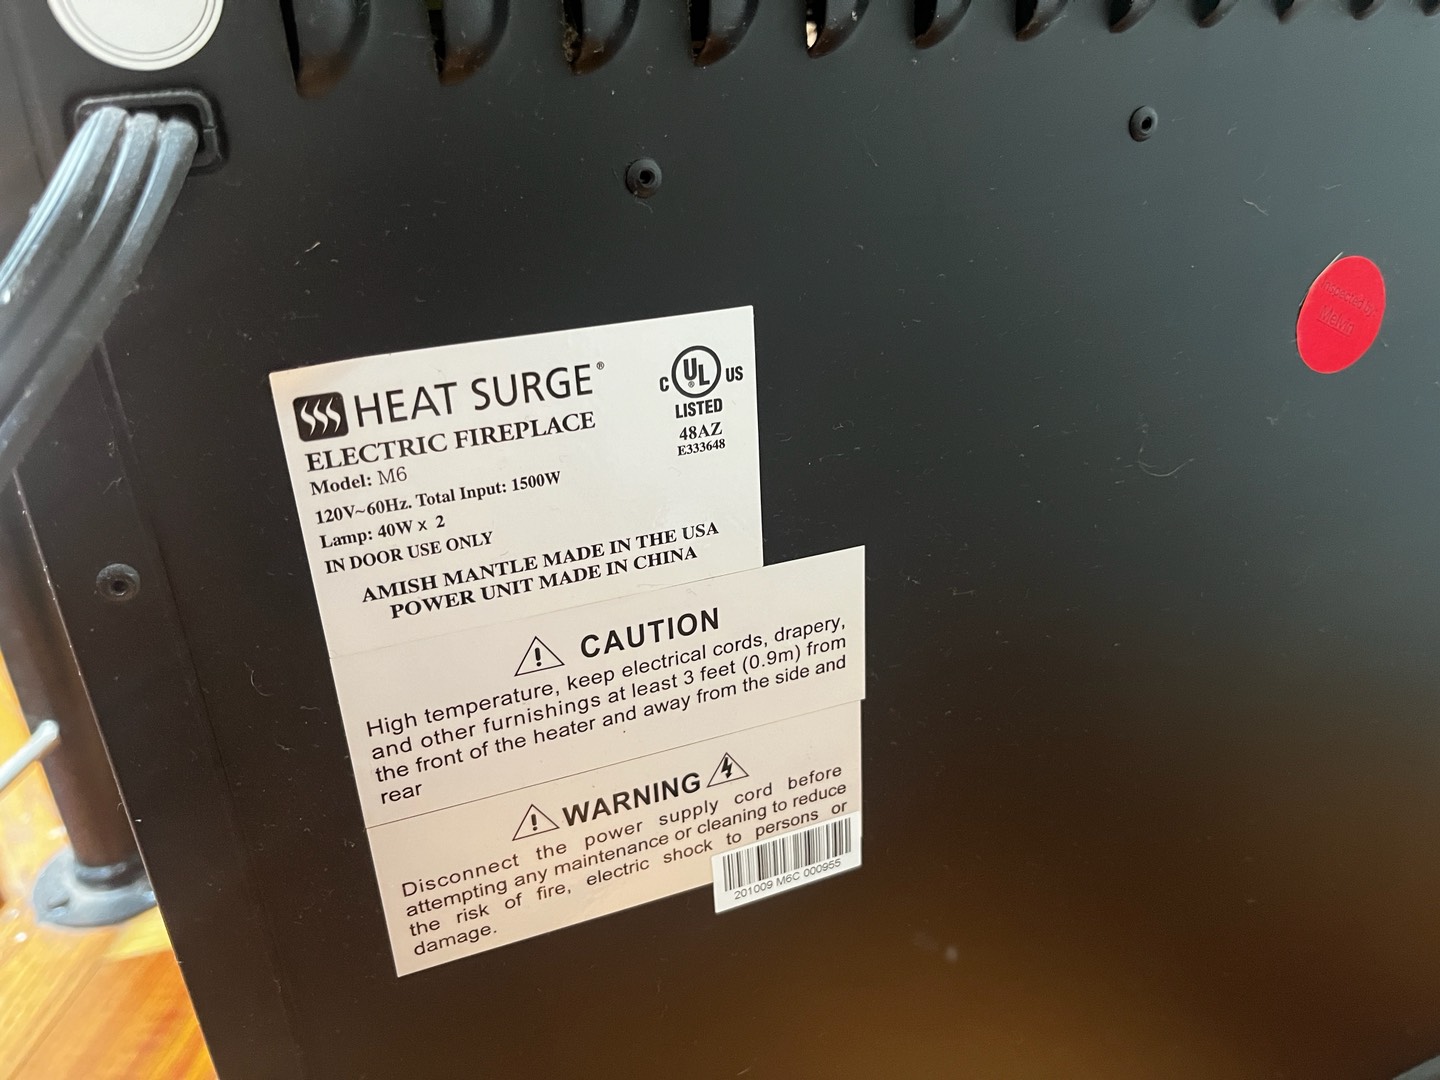 HEAT SURGE®
ELECTRIC FIREPLACE
Model: M6
120V~60Hz. Total Input: 1500W
Lamp: 40W x 2
IN DOOR USE ONLY
C UL® US
LISTED
48AZ
E333648
AMISH MANTLE MADE IN THE USA
POWER UNIT MADE IN CHINA
CAUTION
High temperature, keep electrical cords, drapery,
and other furnishings at least 3 feet (0.9m) from
the front of the heater and away from the side and
rear
WARNING
Disconnect the power supply cord before
attempting any maintenance or cleaning to reduce
the risk of fire, electric shock to persons or
damage.
201009 M6C 000955